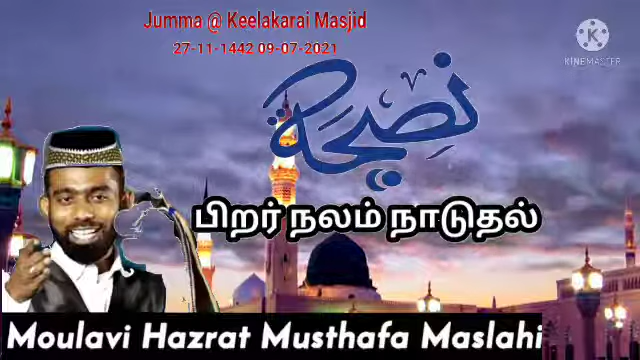 Jumma @ Keelakarai Masjid
27-11-1442 09-07-2021
KINEMASTER
نصيحة
பிறர் நலம் நாடுதல்
Moulavi Hazrat Musthafa Maslahi